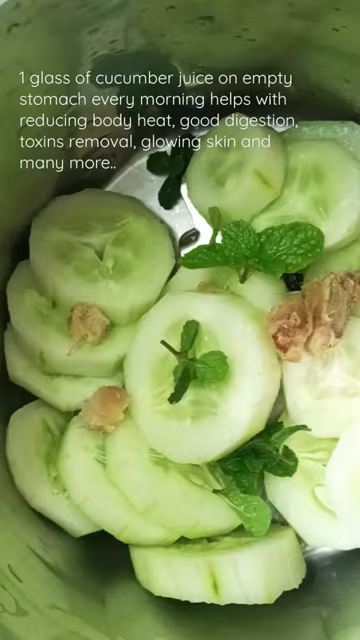 1 glass of cucumber juice on empty
stomach every morning helps with
reducing body heat, good digestion,
toxins removal, glowing skin and
many more..